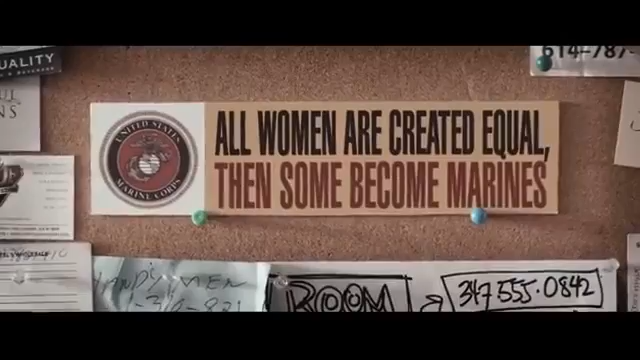 UALITY
614-787-
UNITED STATES
MARINE CORPS
ALL WOMEN ARE CREATED EQUAL,
THEN SOME BECOME MARINES
ROOM
347 555·0842